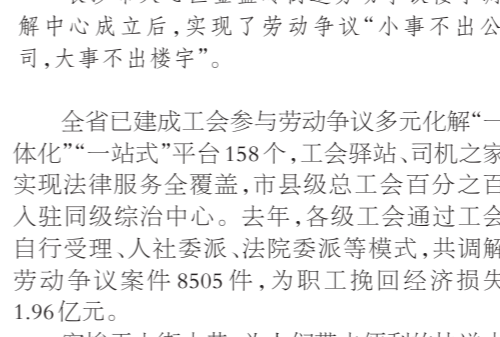 解中心成立后,实现了劳动争议“小事不出公
司,大事不出楼宇”。
全省已建成工会参与劳动争议多元化解“一
体化”“一站式”平台158个,工会驿站、司机之家
实现法律服务全覆盖,市县级总工会百分之百
入驻同级综治中心。去年,各级工会通过工会
自行受理、人社委派、法院委派等模式,共调解
劳动争议案件8505件,为职工挽回经济损失
1.96亿元。